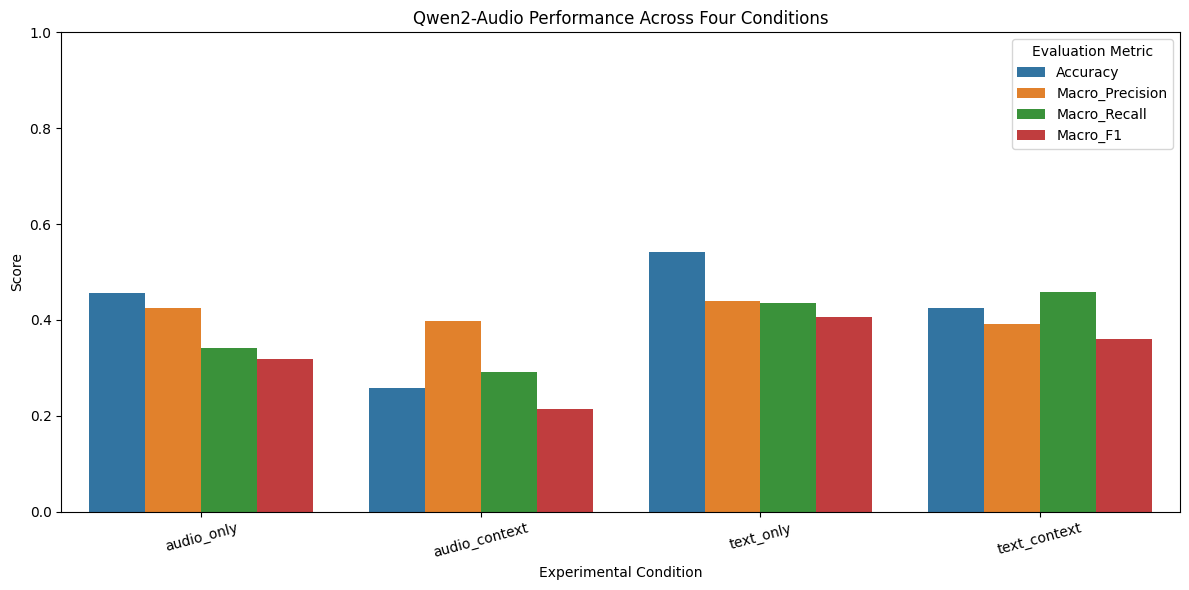 Qwen2-Audio Performance Across Four Conditions
1.0
0.8
0.6
0.4
0.2
0.0
Score
Evaluation Metric
Accuracy
Macro_Precision
Macro_Recall
Macro_F1
audio_only
audio_context
text_only
text_context
Experimental Condition